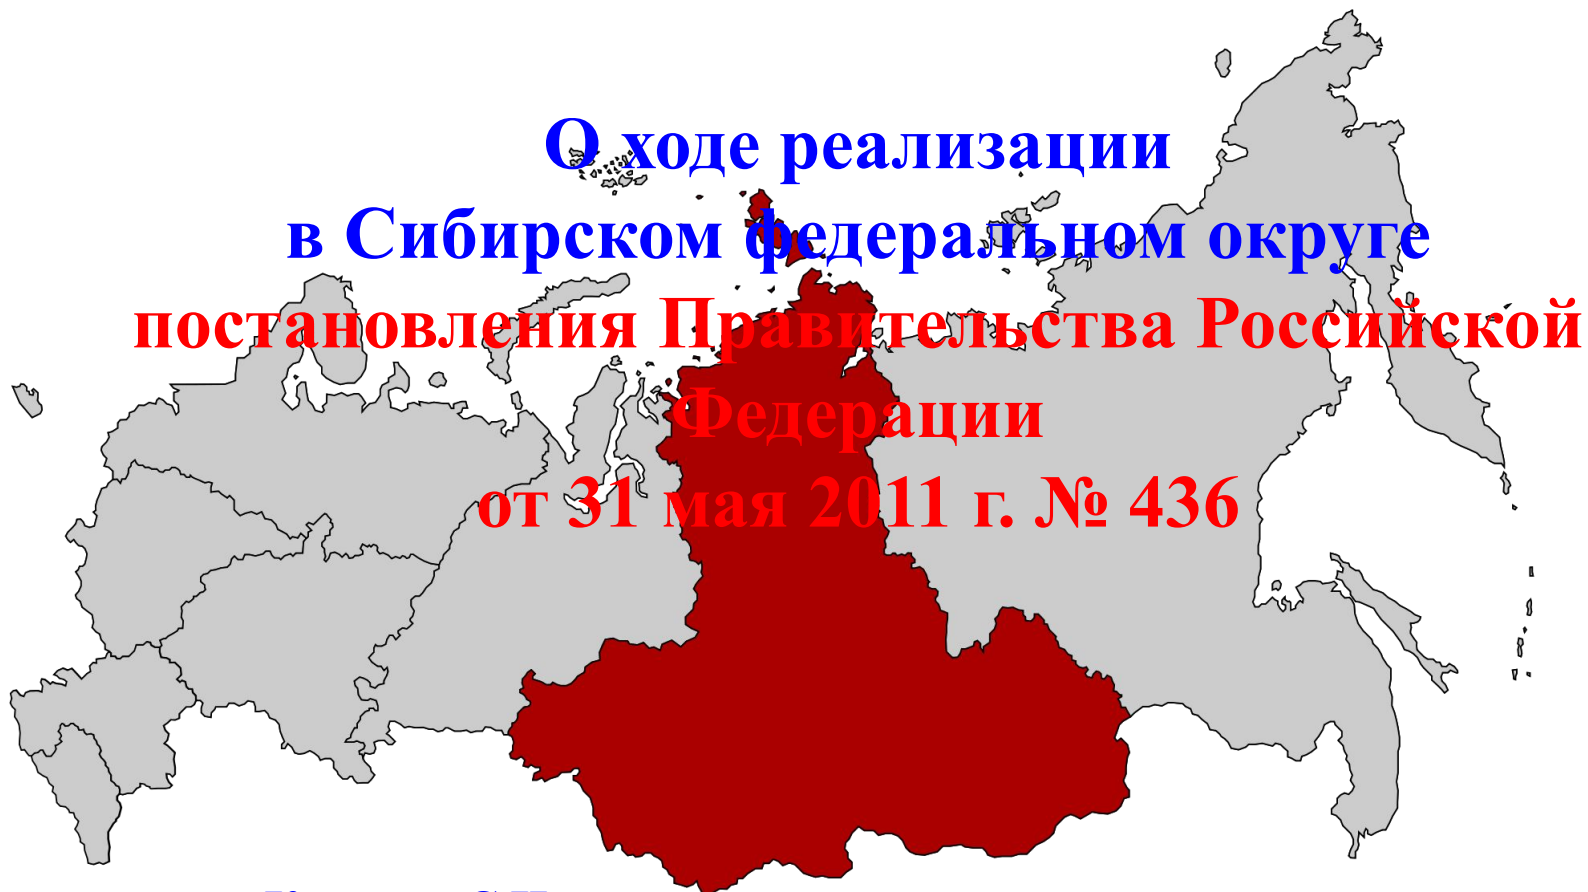 О ходе реализации
в Сибирском федеральном округе
постановления Правительства Российской
Федерации
от 31 мая 2011 г. № 436